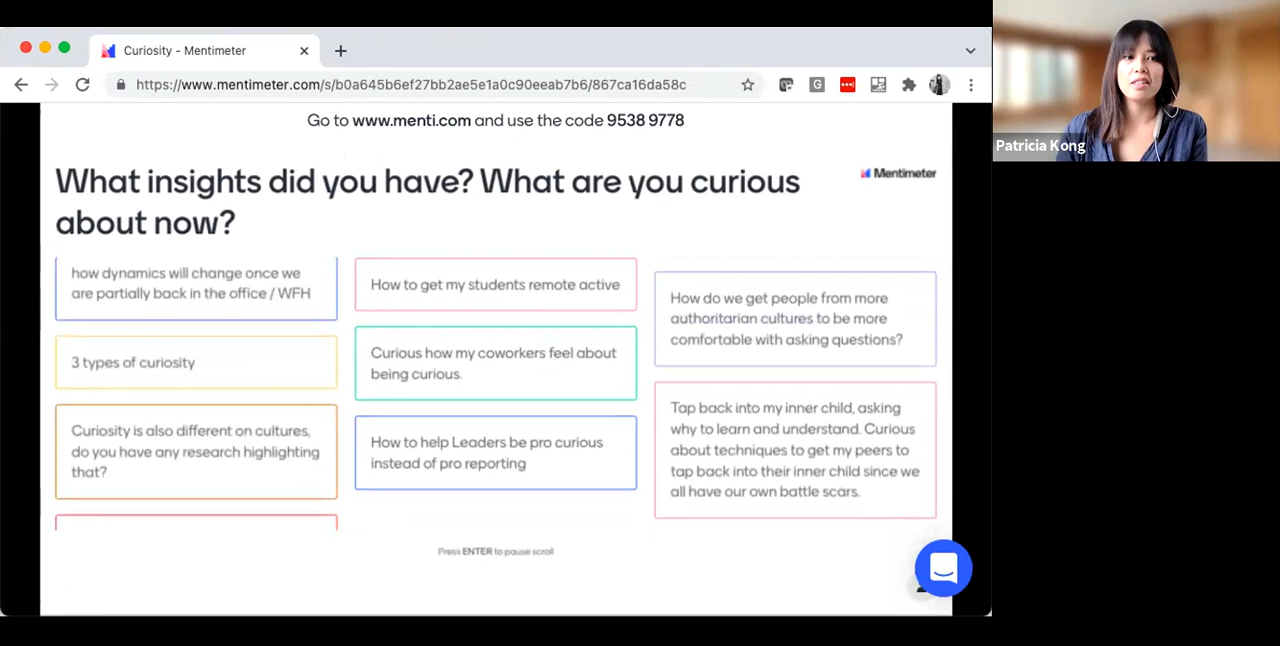 Curiosity - Mentimeter
https://www.mentimeter.com/s/b0a645b6ef27bb2ae5e1a0c90eeab7b6/867ca16da58c
Go to www.menti.com and use the code 9538 9778
What insights did you have? What are you curious
about now?
Mentimeter
how dynamics will change once we
are partially back in the office / WFH
3 types of curiosity
Curiosity is also different on cultures,
do you have any research highlighting
that?
How to get my students remote active
Curious how my coworkers feel about
being curious.
How to help Leaders be pro curious
instead of pro reporting
How do we get people from more
authoritarian cultures to be more
comfortable with asking questions?
Tap back into my inner child, asking
why to learn and understand. Curious
about techniques to get my peers to
tap back into their inner child since we
all have our own battle scars.
Press ENTER to pause scroll
Patricia Kong